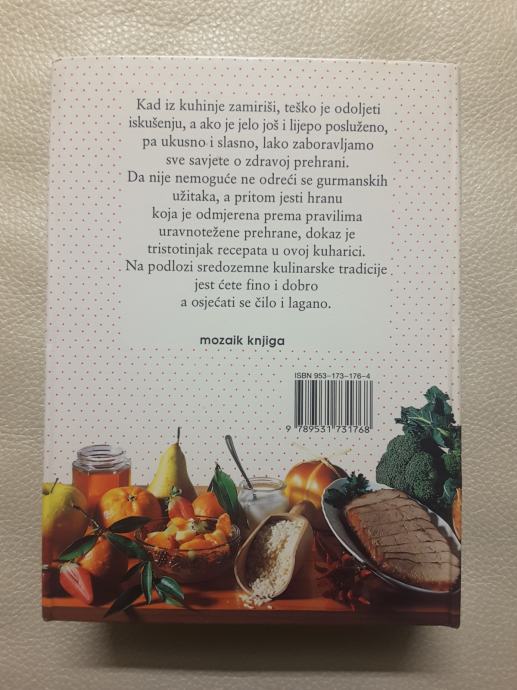 Kad iz kuhinje zamiriši, teško je odoljeti
iskušenju, a ako je jelo još i lijepo posluženo,
pa ukusno i slasno, lako zaboravljamo
sve savjete o zdravoj prehrani.
Da nije nemoguće ne odreći se gurmanskih
užitaka, a pritom jesti hranu
koja je odmjerena prema pravilima
uravnotežene prehrane, dokaz je
tristotinjak recepata u ovoj kuharici.
Na podlozi sredozemne kulinarske tradicije
jest ćete fino i dobro
a osjećati se čilo i lagano.
mozaik knjiga
ISBN 953-173-176-4
9 789531 731768